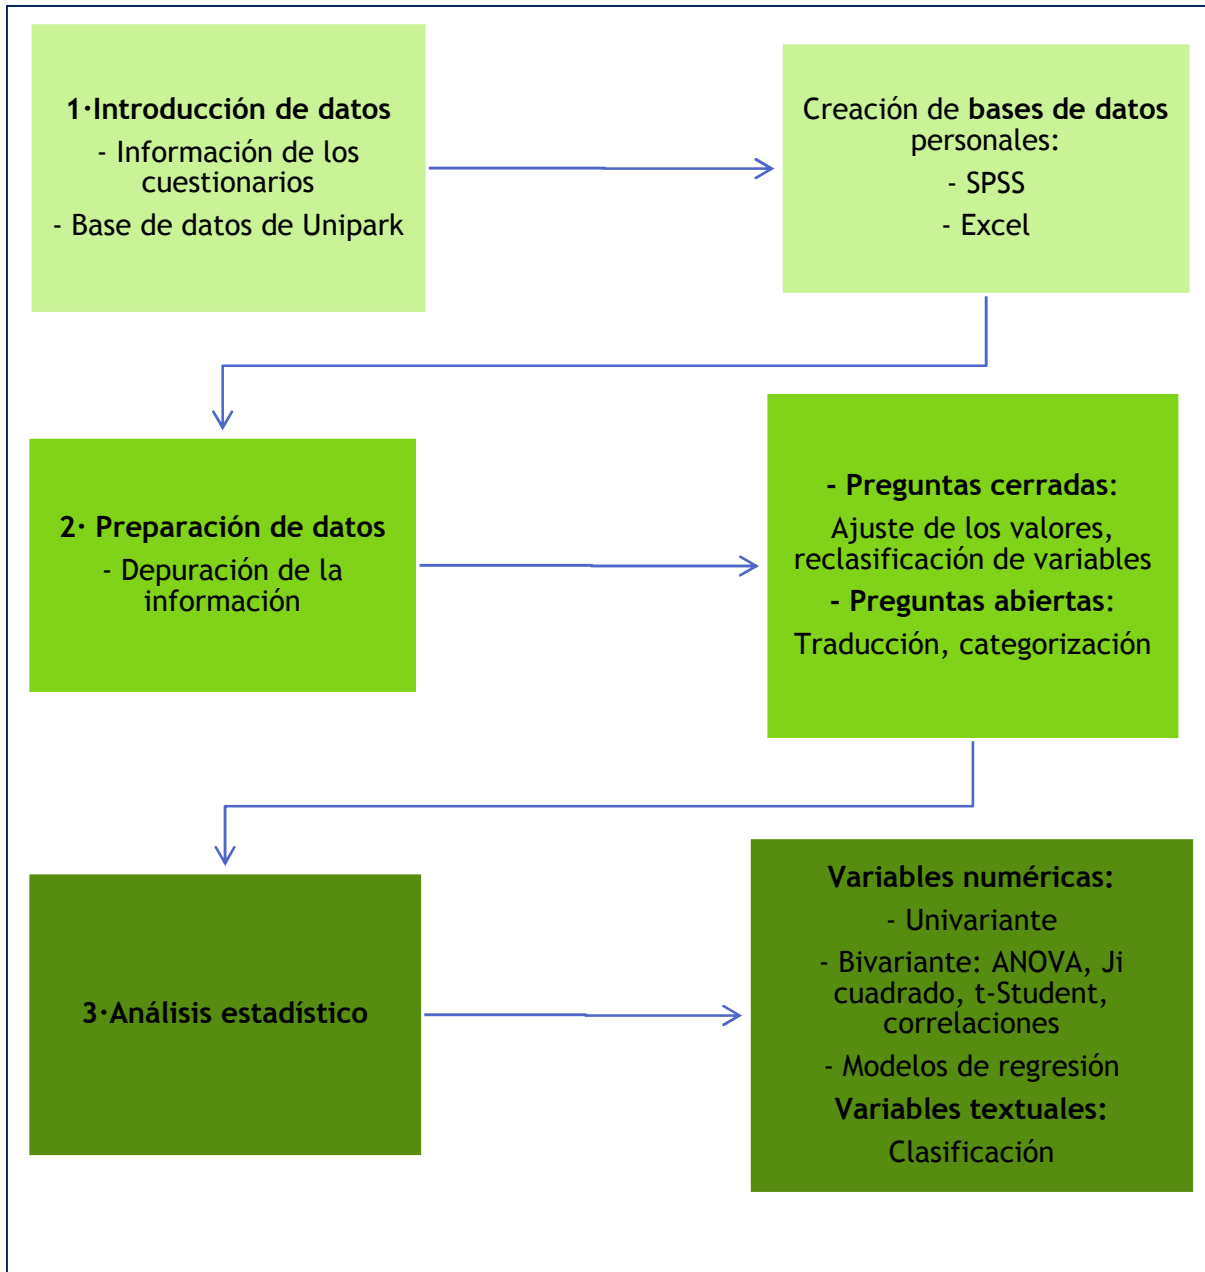 1·Introducción de datos
- Información de los
cuestionarios
- Base de datos de Unipark
Creación de bases de datos
personales:
- SPSS
- Excel
2· Preparación de datos
- Depuración de la
información
- Preguntas cerradas:
Ajuste de los valores,
reclasificación de variables
- Preguntas abiertas:
Traducción, categorización
3·Análisis estadístico
Variables numéricas:
- Univariante
- Bivariante: ANOVA, Ji
cuadrado, t-Student,
correlaciones
- Modelos de regresión
Variables textuales:
Clasificación